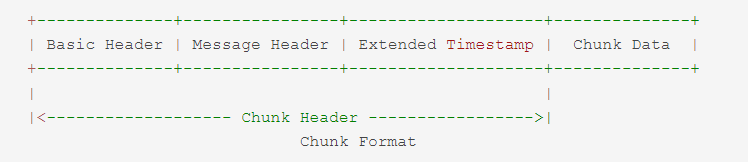 +--------------+----------------+--------------------+--------------+
| Basic Header | Message Header | Extended Timestamp |  Chunk Data  |
+--------------+----------------+--------------------+--------------+
|                                                    |
|<------------------- Chunk Header ----------------->|
                            Chunk Format